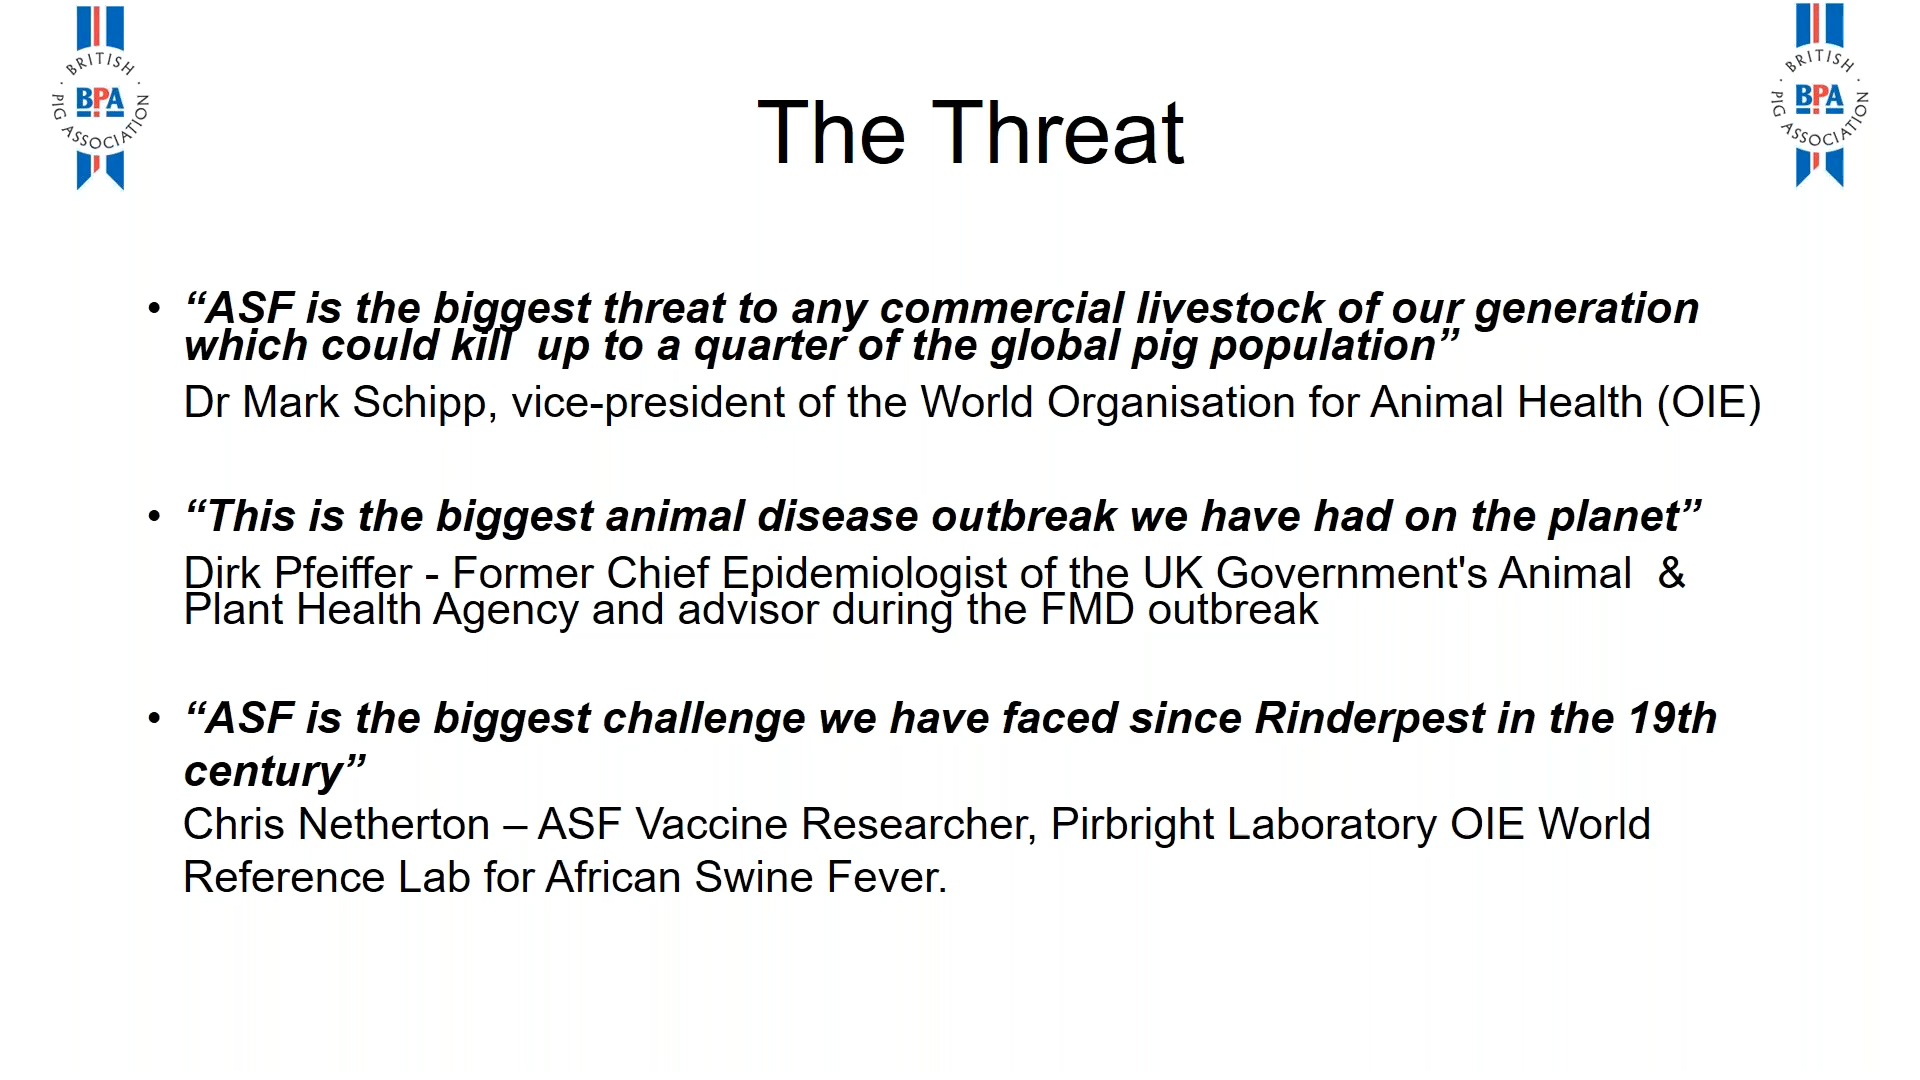 BRITISH
BPA
PIG ASSOCIATION
BRITISH
BPA
PIG ASSOCIATION
The Threat
• “ASF is the biggest threat to any commercial livestock of our generation
which could kill  up to a quarter of the global pig population”
Dr Mark Schipp, vice-president of the World Organisation for Animal Health (OIE)
• “This is the biggest animal disease outbreak we have had on the planet”
Dirk Pfeiffer - Former Chief Epidemiologist of the UK Government's Animal  &
Plant Health Agency and advisor during the FMD outbreak
• “ASF is the biggest challenge we have faced since Rinderpest in the 19th
century”
Chris Netherton – ASF Vaccine Researcher, Pirbright Laboratory OIE World
Reference Lab for African Swine Fever.